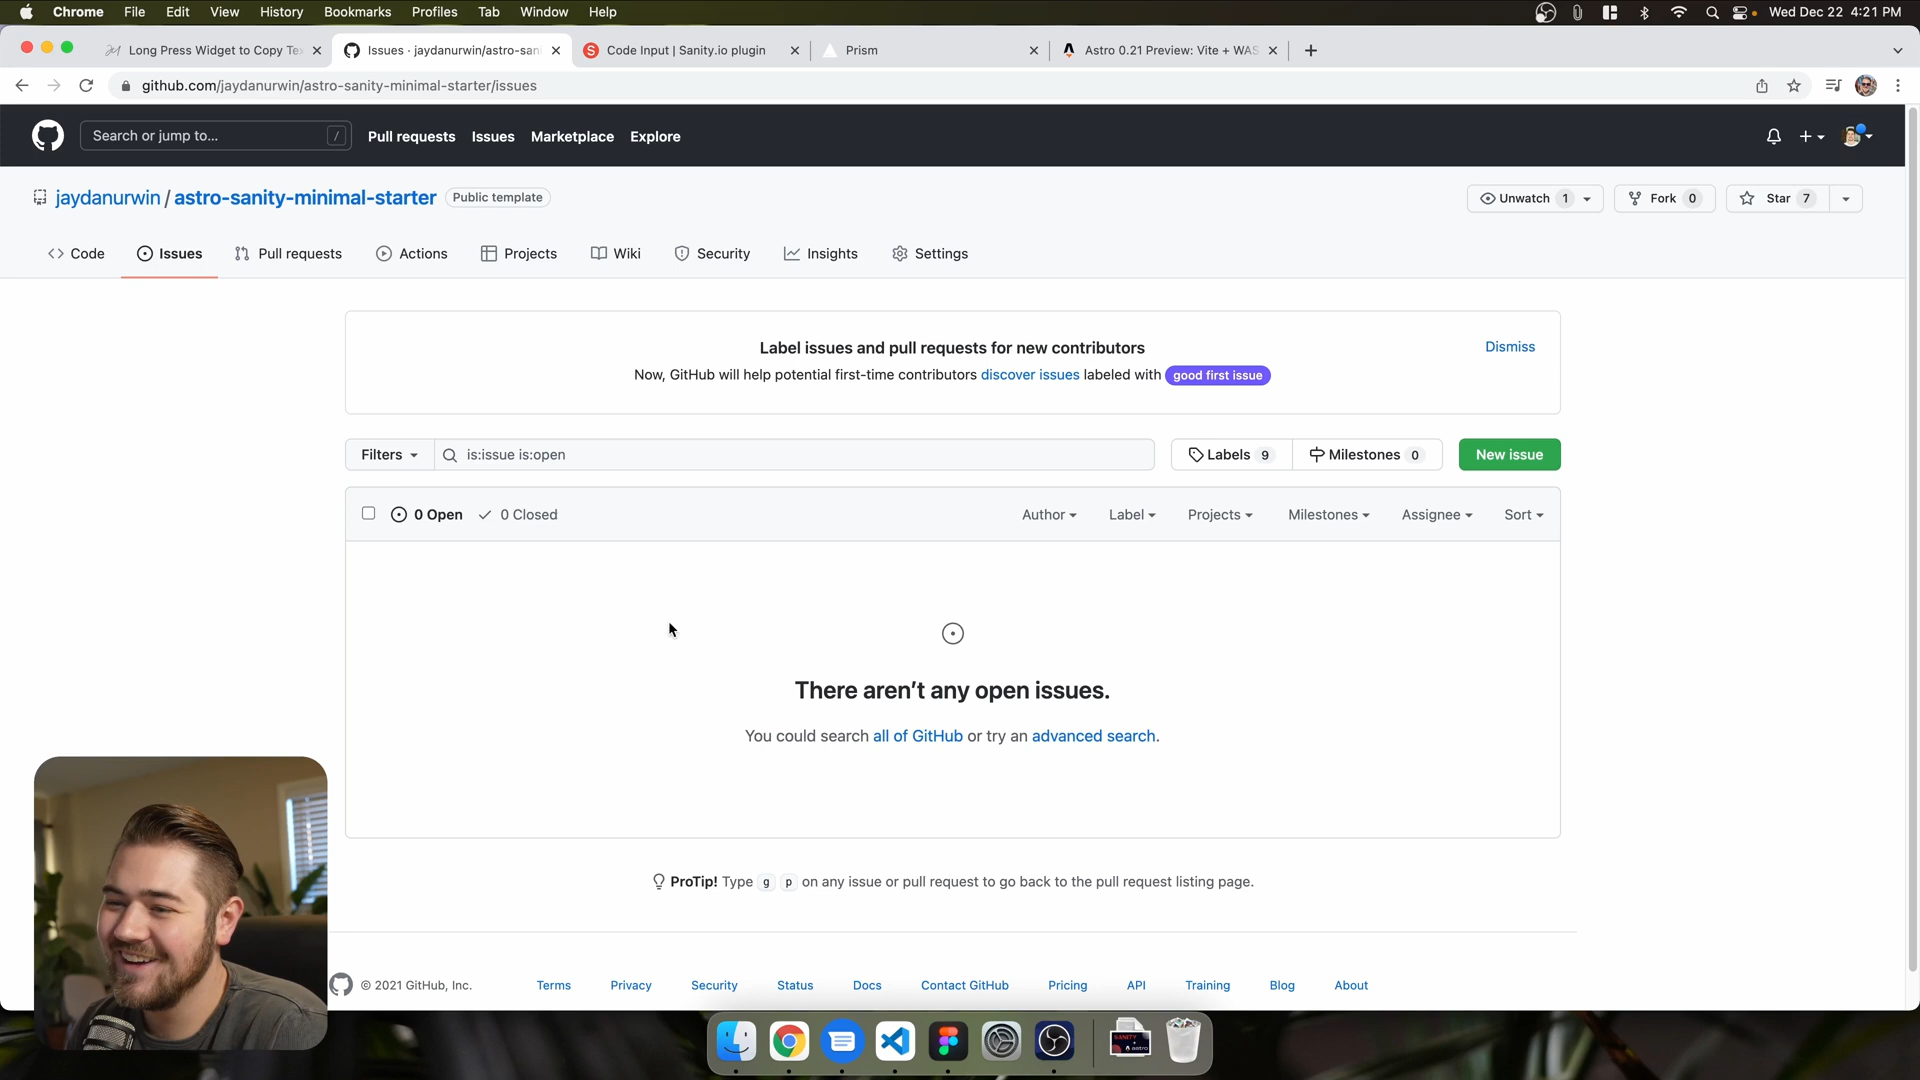 Chrome File Edit View History Bookmarks Profiles Tab Window Help Wed Dec 22 4:21 PM
Long Press Widget to Copy Tex Issues · jaydanurwin/astro-sani Code Input | Sanity.io plugin Prism Astro 0.21 Preview: Vite + WAS
github.com/jaydanurwin/astro-sanity-minimal-starter/issues
Search or jump to... / Pull requests Issues Marketplace Explore
jaydanurwin / astro-sanity-minimal-starter Public template Unwatch 1 Fork 0 Star 7
Code Issues Pull requests Actions Projects Wiki Security Insights Settings
Label issues and pull requests for new contributors Dismiss
Now, GitHub will help potential first-time contributors discover issues labeled with good first issue
Filters is:issue is:open Labels 9 Milestones 0 New issue
0 Open 0 Closed Author Label Projects Milestones Assignee Sort
There aren’t any open issues.
You could search all of GitHub or try an advanced search.
ProTip! Type g p on any issue or pull request to go back to the pull request listing page.
© 2021 GitHub, Inc. Terms Privacy Security Status Docs Contact GitHub Pricing API Training Blog About
SANITY
astro